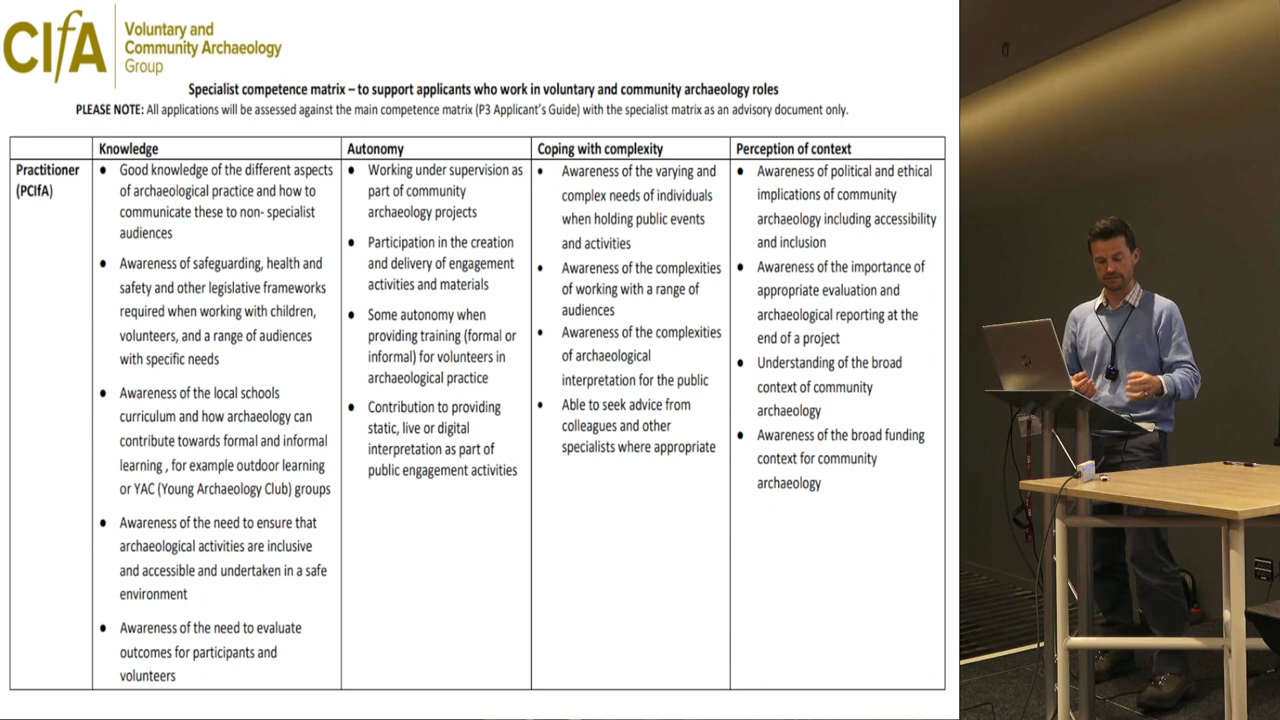 CIfA
Voluntary and
Community Archaeology
Group
Specialist competence matrix – to support applicants who work in voluntary and community archaeology roles
PLEASE NOTE: All applications will be assessed against the main competence matrix (P3 Applicant's Guide) with the specialist matrix as an advisory document only.
Knowledge
Autonomy
Coping with complexity
Perception of context
Practitioner
(PCIfA)
● Good knowledge of the different aspects
of archaeological practice and how to
communicate these to non- specialist
audiences
● Awareness of safeguarding, health and
safety and other legislative frameworks
required when working with children,
volunteers, and a range of audiences
with specific needs
● Awareness of the local schools
curriculum and how archaeology can
contribute towards formal and informal
learning , for example outdoor learning
or YAC (Young Archaeology Club) groups
● Awareness of the need to ensure that
archaeological activities are inclusive
and accessible and undertaken in a safe
environment
● Awareness of the need to evaluate
outcomes for participants and
volunteers
● Working under supervision as
part of community
archaeology projects
● Participation in the creation
and delivery of engagement
activities and materials
● Some autonomy when
providing training (formal or
informal) for volunteers in
archaeological practice
● Contribution to providing
static, live or digital
interpretation as part of
public engagement activities
● Awareness of the varying and
complex needs of individuals
when holding public events
and activities
● Awareness of the complexities
of working with a range of
audiences
● Awareness of the complexities
of archaeological
interpretation for the public
● Able to seek advice from
colleagues and other
specialists where appropriate
● Awareness of political and ethical
implications of community
archaeology including accessibility
and inclusion
● Awareness of the importance of
appropriate evaluation and
archaeological reporting at the
end of a project
● Understanding of the broad
context of community
archaeology
● Awareness of the broad funding
context for community
archaeology